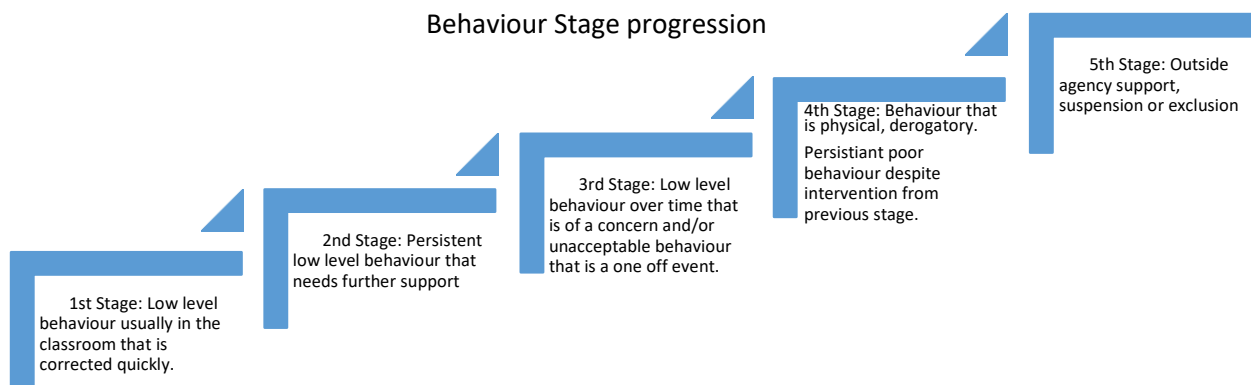 Behaviour Stage progression
1st Stage: Low level
behaviour usually in the
classroom that is
corrected quickly.
2nd Stage: Persistent
low level behaviour that
needs further support
3rd Stage: Low level
behaviour over time that
is of a concern and/or
unacceptable behaviour
that is a one off event.
4th Stage: Behaviour that
is physical, derogatory.
Persistiant poor
behaviour despite
intervention from
previous stage.
5th Stage: Outside
agency support,
suspension or exclusion